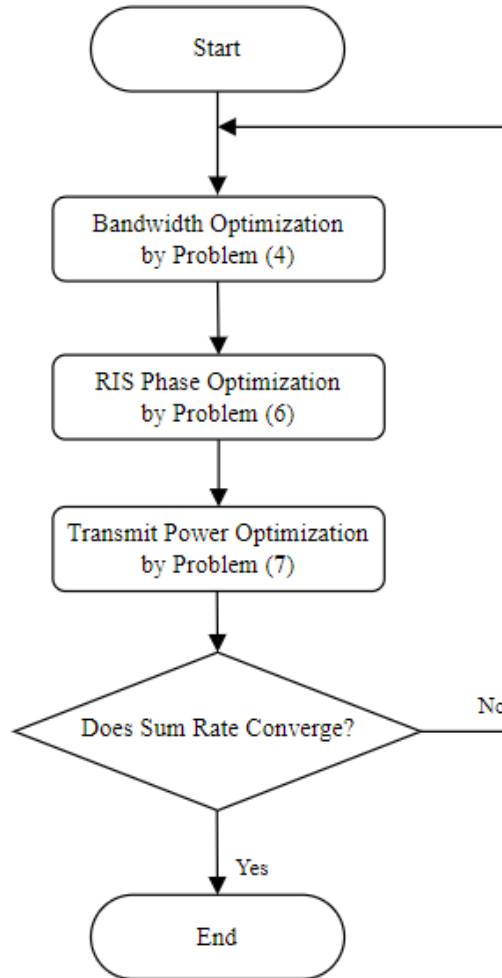 Start
Bandwidth Optimization
by Problem (4)
RIS Phase Optimization
by Problem (6)
Transmit Power Optimization
by Problem (7)
Does Sum Rate Converge?
No
Yes
End